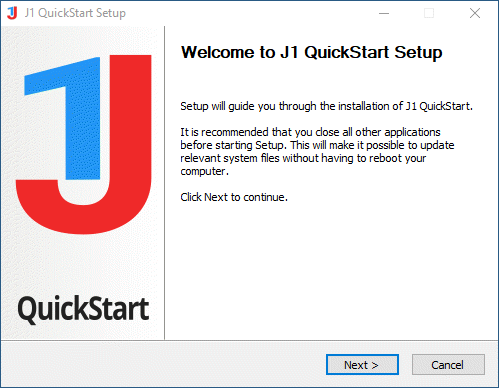 J1 QuickStart Setup
Welcome to J1 QuickStart Setup
Setup will guide you through the installation of J1 QuickStart.
It is recommended that you close all other applications
before starting Setup. This will make it possible to update
relevant system files without having to reboot your
computer.
Click Next to continue.
J1
QuickStart
Next >
Cancel